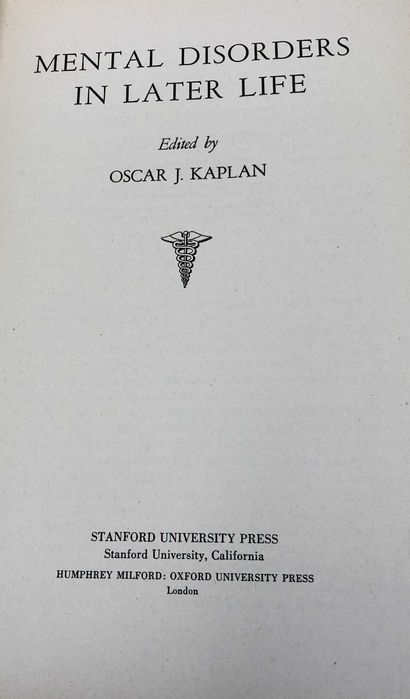 MENTAL DISORDERS
IN LATER LIFE
Edited by
OSCAR J. KAPLAN
STANFORD UNIVERSITY PRESS
Stanford University, California
HUMPHREY MILFORD: OXFORD UNIVERSITY PRESS
London